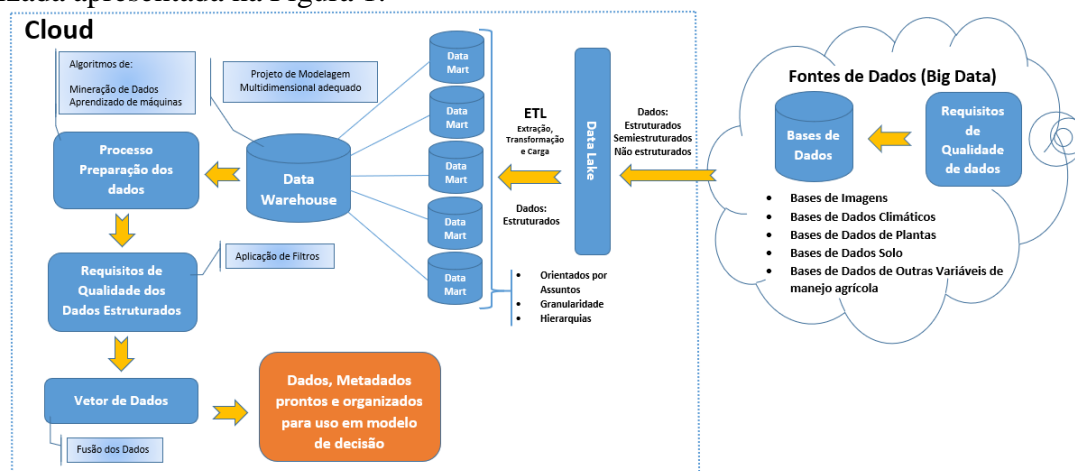 izada apresentada na Figura 1.
Cloud
Algoritmos de:
Mineração de Dados
Aprendizado de máquinas
Projeto de Modelagem
Multidimensional adequado
Data
Mart
Data
Mart
Data
Mart
Data
Mart
Data
Mart
ETL
Extração,
Transformação
e Carga
Dados:
Estruturados
Data Lake
Dados:
Estruturados
Semiestruturados
Não estruturados
Fontes de Dados (Big Data)
Bases de
Dados
Requisitos
de
Qualidade
de dados
• Bases de Imagens
• Bases de Dados Climáticos
• Bases de Dados de Plantas
• Bases de Dados Solo
• Bases de Dados de Outras Variáveis de
manejo agrícola
Processo
Preparação dos
dados
Data
Warehouse
Requisitos de
Qualidade dos
Dados Estruturados
Aplicação de Filtros
• Orientados por
Assuntos
• Granularidade
• Hierarquias
Vetor de Dados
Fusão dos Dados
Dados, Metadados
prontos e organizados
para uso em modelo
de decisão